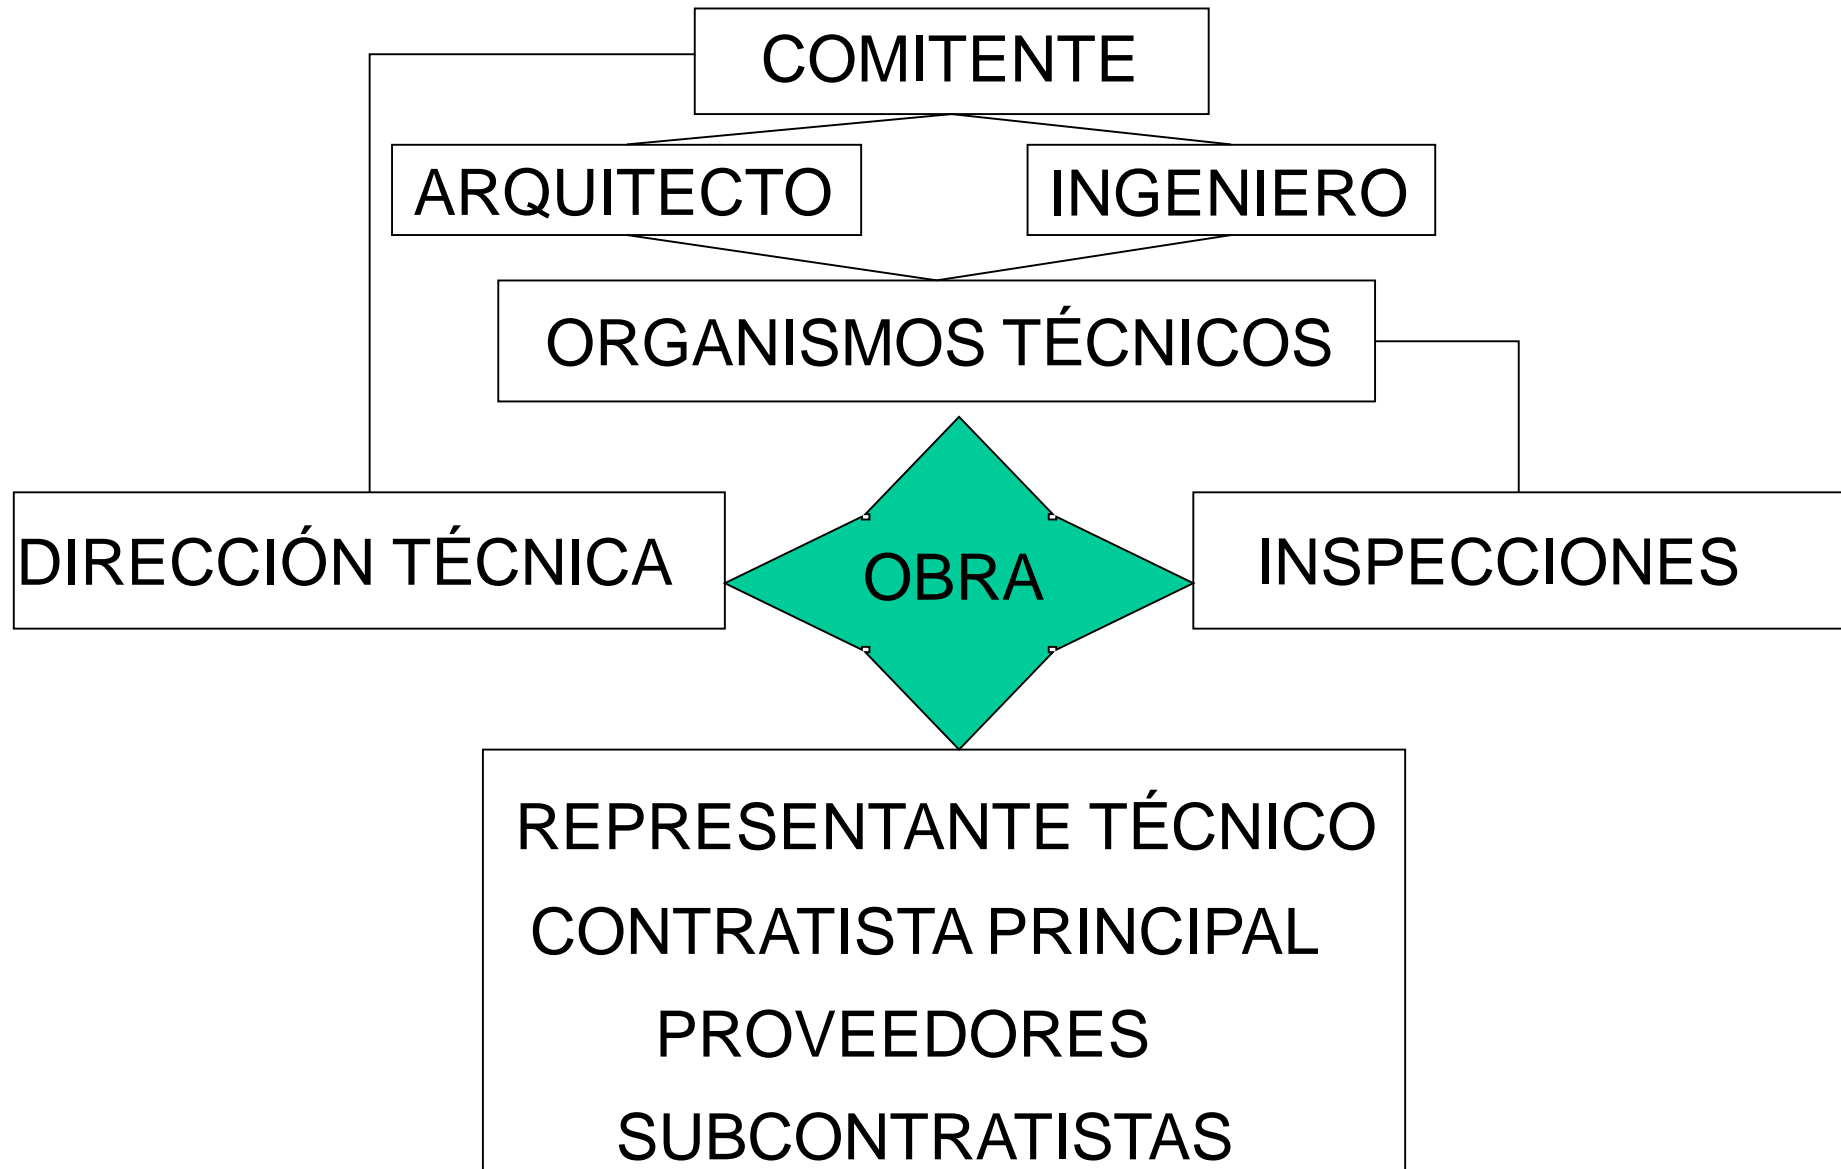 COMITENTE
ARQUITECTO
INGENIERO
ORGANISMOS TÉCNICOS
DIRECCIÓN TÉCNICA
OBRA
INSPECCIONES
REPRESENTANTE TÉCNICO
CONTRATISTA PRINCIPAL
PROVEEDORES
SUBCONTRATISTAS